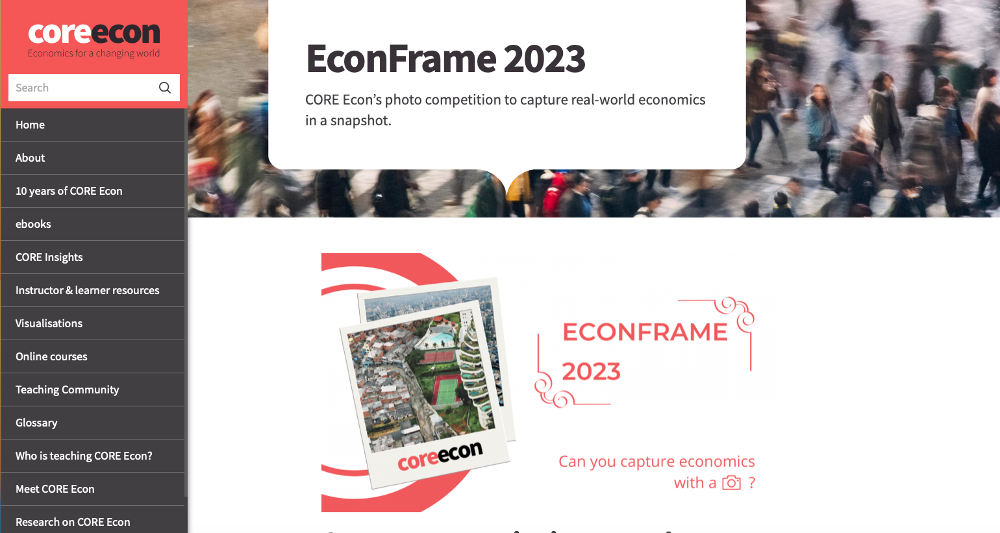 coreecon
Economics for a changing world
Search
Home
About
10 years of CORE Econ
ebooks
CORE Insights
Instructor & learner resources
Visualisations
Online courses
Teaching Community
Glossary
Who is teaching CORE Econ?
Meet CORE Econ
Research on CORE Econ
EconFrame 2023
CORE Econ’s photo competition to capture real-world economics
in a snapshot.
ECONFRAME
2023
coreecon
Can you capture economics
with a ?